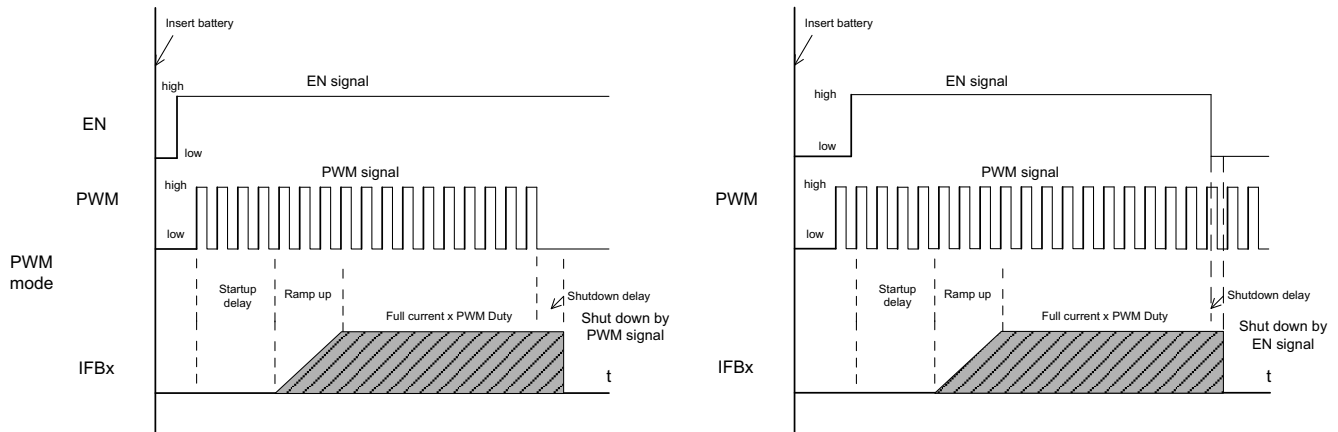 Insert battery
high
EN signal
EN
low
PWM signal
high
PWM
low
PWM
mode
Startup
delay
Ramp up
Shutdown delay
Full current x PWM Duty
Shut down by
PWM signal
IFBx
t
Insert battery
high
EN signal
EN
low
PWM signal
high
PWM
low
Startup
delay
Ramp up
Shutdown delay
Full current x PWM Duty
Shut down by
EN signal
IFBx
t